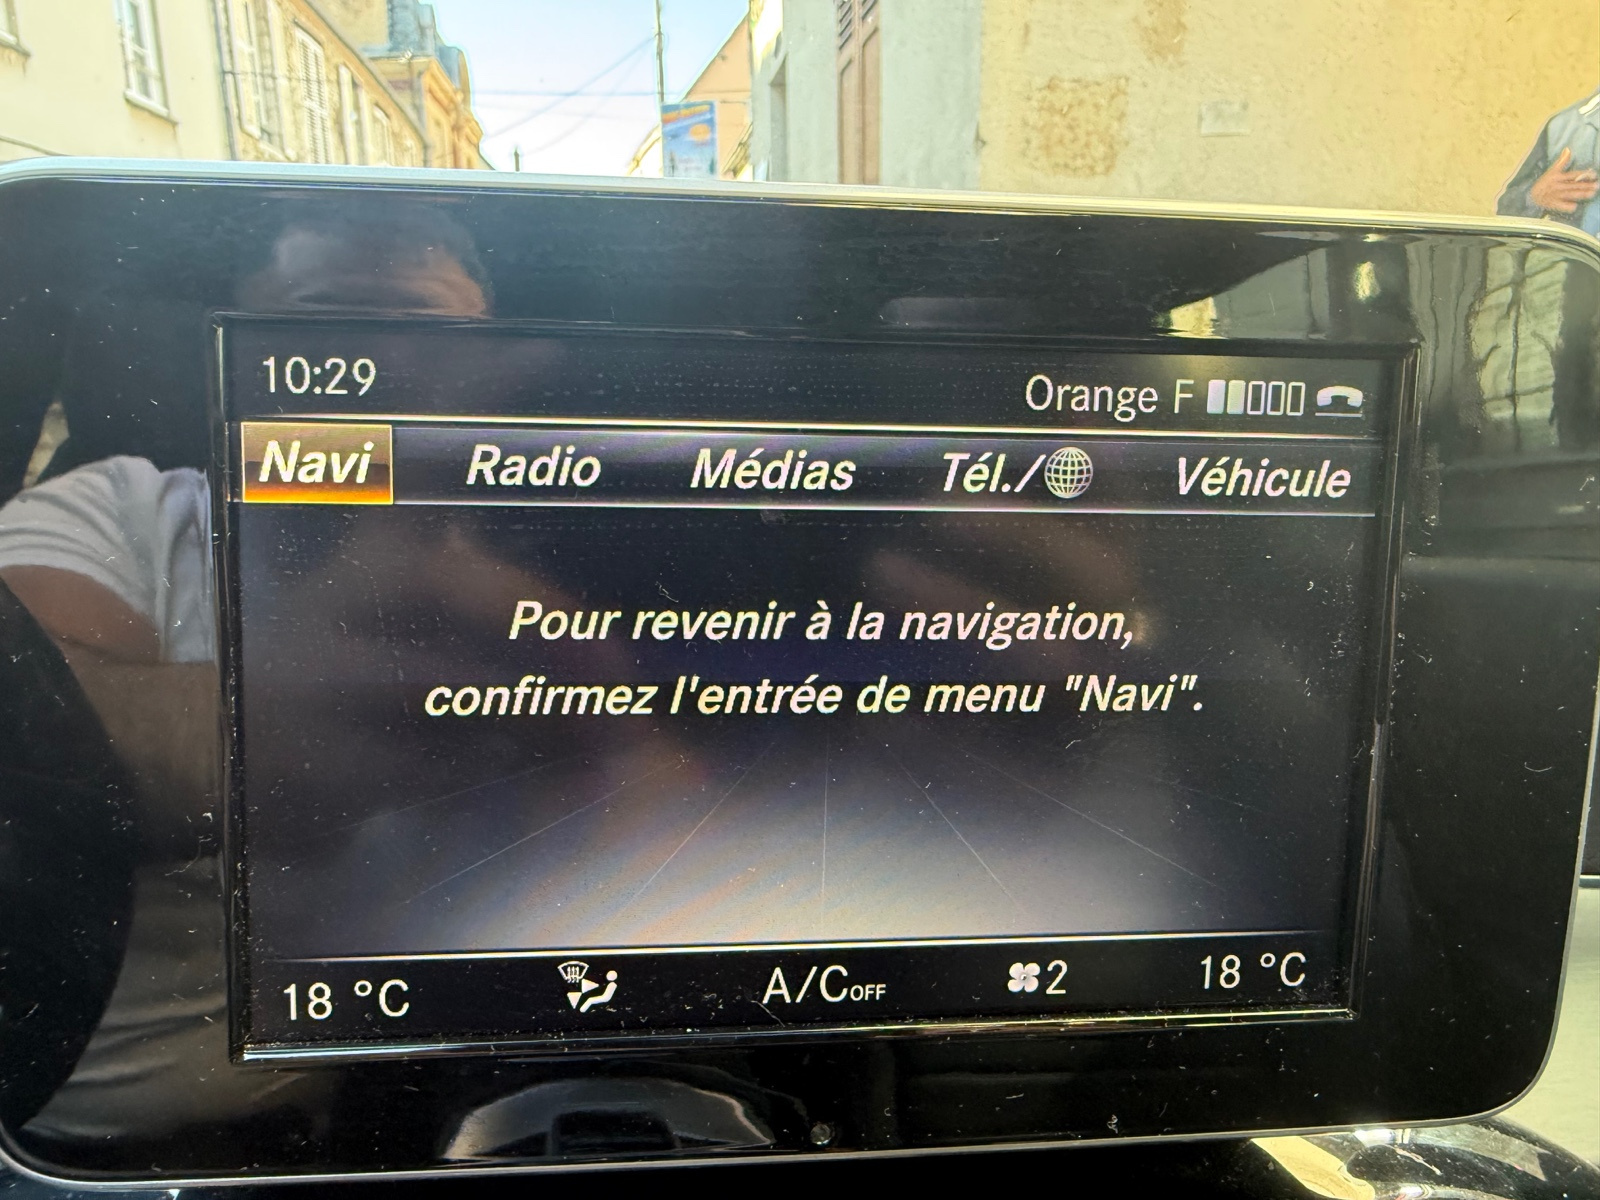 10:29
Orange F
Navi Radio Médias Tél./ Véhicule
Pour revenir à la navigation,
confirmez l'entrée de menu "Navi".
18 °C A/COFF 2 18 °C